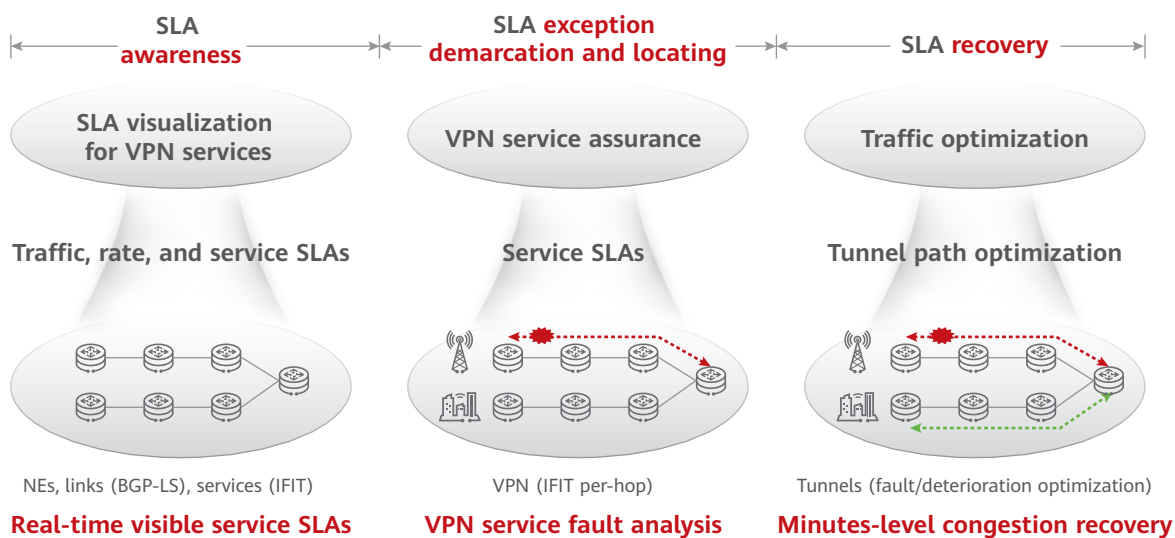 SLA
awareness
SLA exception
demarcation and locating
SLA recovery
SLA visualization
for VPN services
VPN service assurance
Traffic optimization
Traffic, rate, and service SLAs
Service SLAs
Tunnel path optimization
NEs, links (BGP-LS), services (IFIT)
VPN (IFIT per-hop)
Tunnels (fault/deterioration optimization)
Real-time visible service SLAs
VPN service fault analysis
Minutes-level congestion recovery